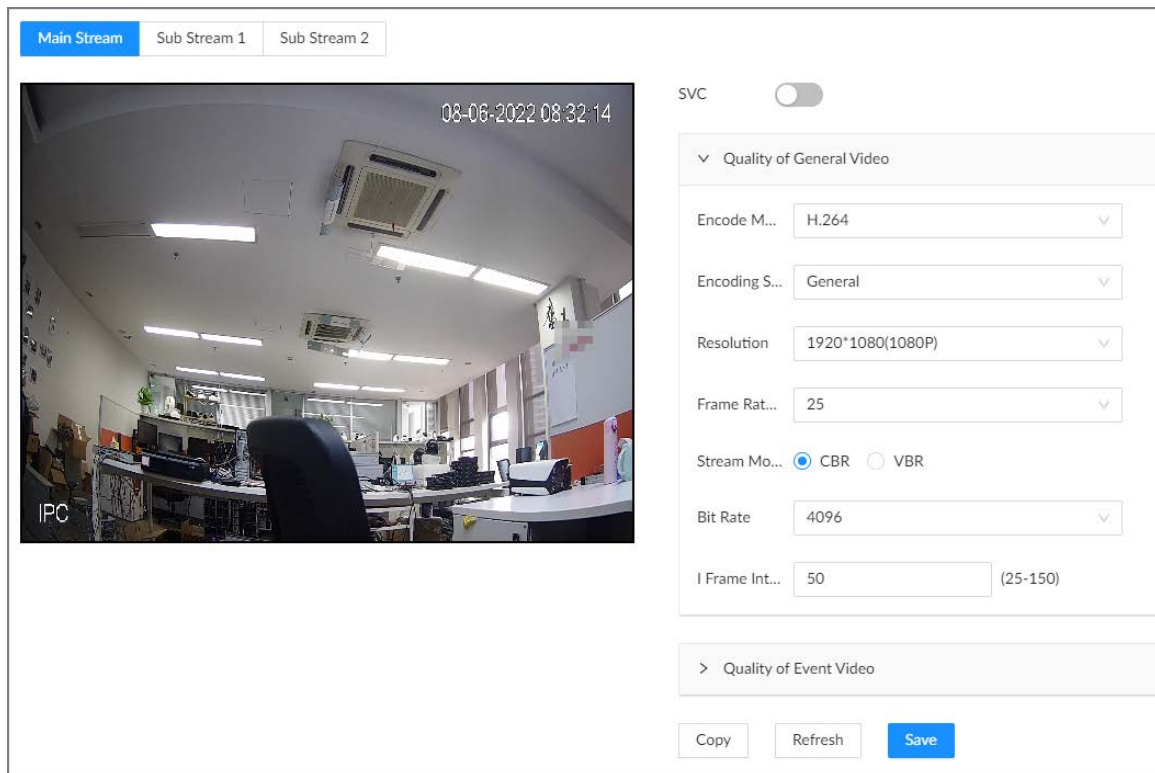 Main Stream Sub Stream 1 Sub Stream 2
08-06-2022 08:32:14
IPC
SVC
Quality of General Video
Encode M... H.264
Encoding S... General
Resolution 1920*1080(1080P)
Frame Rat... 25
Stream Mo... CBR VBR
Bit Rate 4096
I Frame Int... 50 (25-150)
Quality of Event Video
Copy Refresh Save